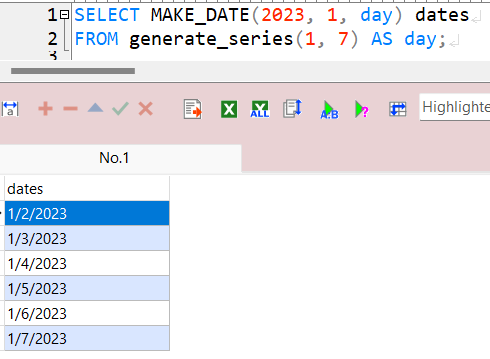 1 SELECT MAKE_DATE(2023, 1, day) dates
2 FROM generate_series(1, 7) AS day;
3
ALL
A.B
?
Highlighte
No.1
dates
1/2/2023
1/3/2023
1/4/2023
1/5/2023
1/6/2023
1/7/2023